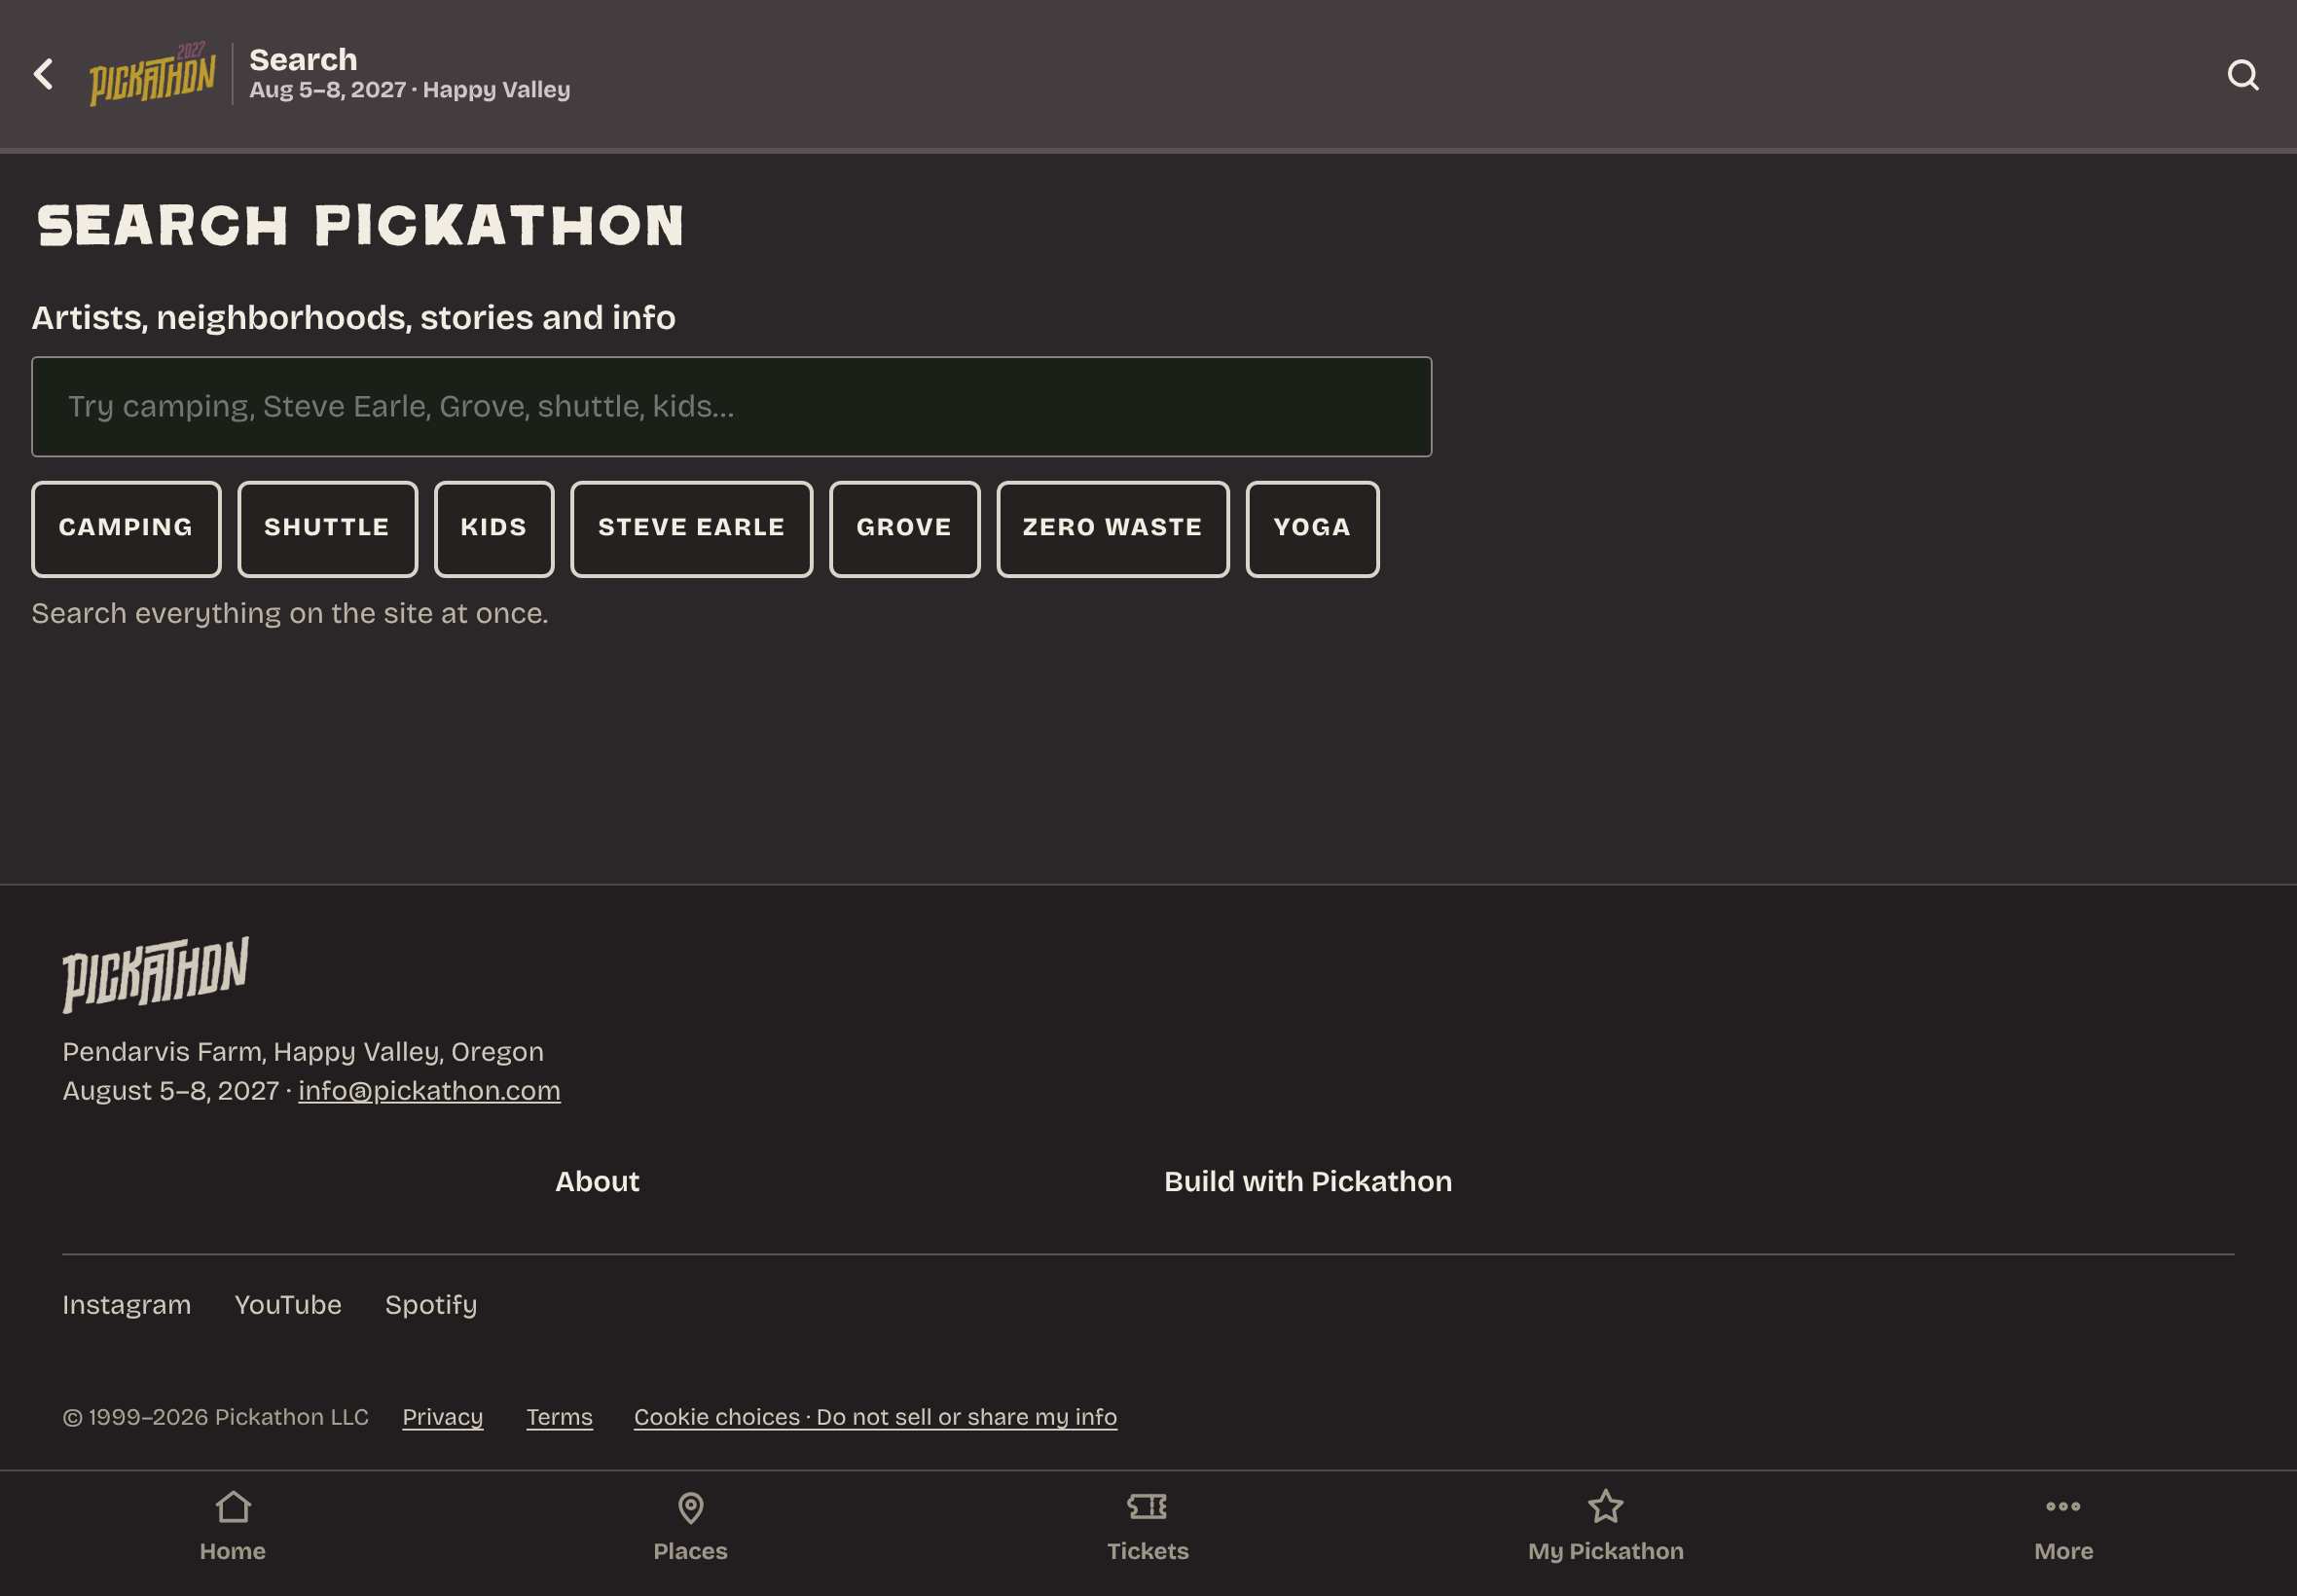 2027
PICKATHON
Search
Aug 5–8, 2027 · Happy Valley
SEARCH PICKATHON
Artists, neighborhoods, stories and info
Try camping, Steve Earle, Grove, shuttle, kids...
CAMPING
SHUTTLE
KIDS
STEVE EARLE
GROVE
ZERO WASTE
YOGA
Search everything on the site at once.
PICKATHON
Pendarvis Farm, Happy Valley, Oregon
August 5–8, 2027 · info@pickathon.com
About
Build with Pickathon
Instagram YouTube Spotify
© 1999–2026 Pickathon LLC Privacy Terms Cookie choices · Do not sell or share my info
Home
Places
Tickets
My Pickathon
More